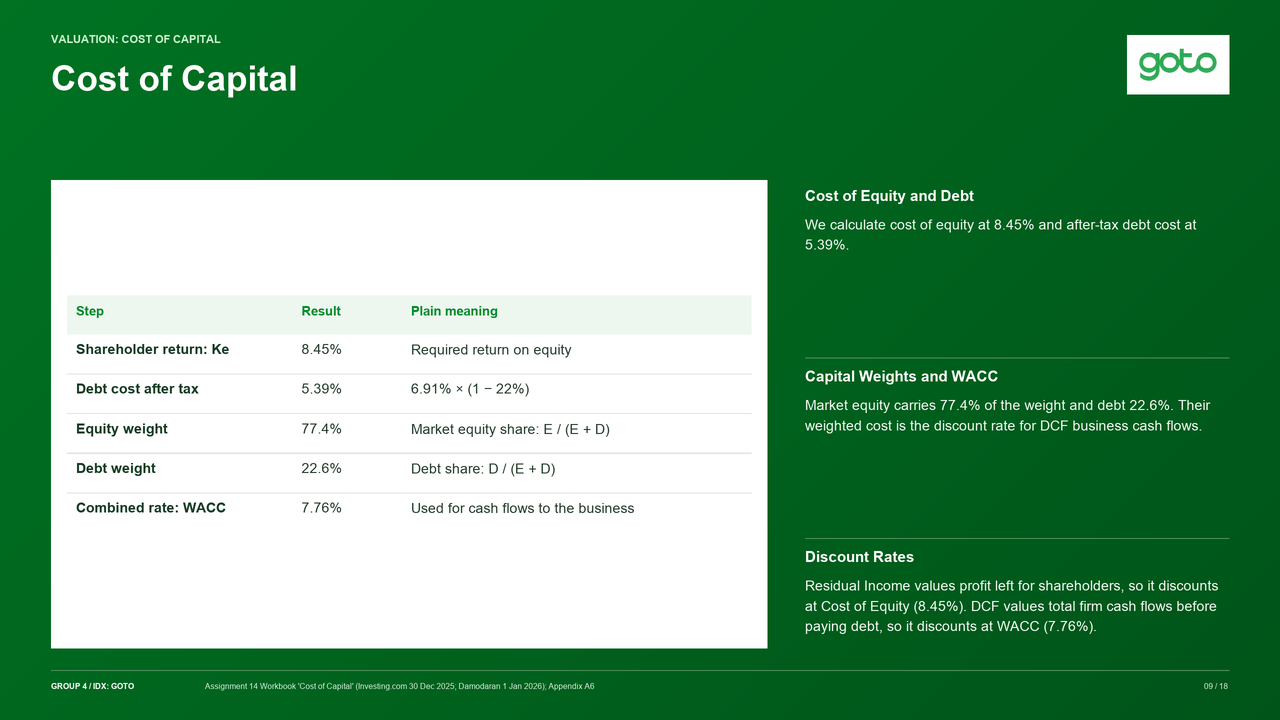 VALUATION: COST OF CAPITAL
Cost of Capital
goto
Step Result Plain meaning
Shareholder return: Ke 8.45% Required return on equity
Debt cost after tax 5.39% 6.91% × (1 − 22%)
Equity weight 77.4% Market equity share: E / (E + D)
Debt weight 22.6% Debt share: D / (E + D)
Combined rate: WACC 7.76% Used for cash flows to the business
Cost of Equity and Debt
We calculate cost of equity at 8.45% and after-tax debt cost at
5.39%.
Capital Weights and WACC
Market equity carries 77.4% of the weight and debt 22.6%. Their
weighted cost is the discount rate for DCF business cash flows.
Discount Rates
Residual Income values profit left for shareholders, so it discounts
at Cost of Equity (8.45%). DCF values total firm cash flows before
paying debt, so it discounts at WACC (7.76%).
GROUP 4 / IDX: GOTO Assignment 14 Workbook 'Cost of Capital' (Investing.com 30 Dec 2025; Damodaran 1 Jan 2026); Appendix A6 09 / 18